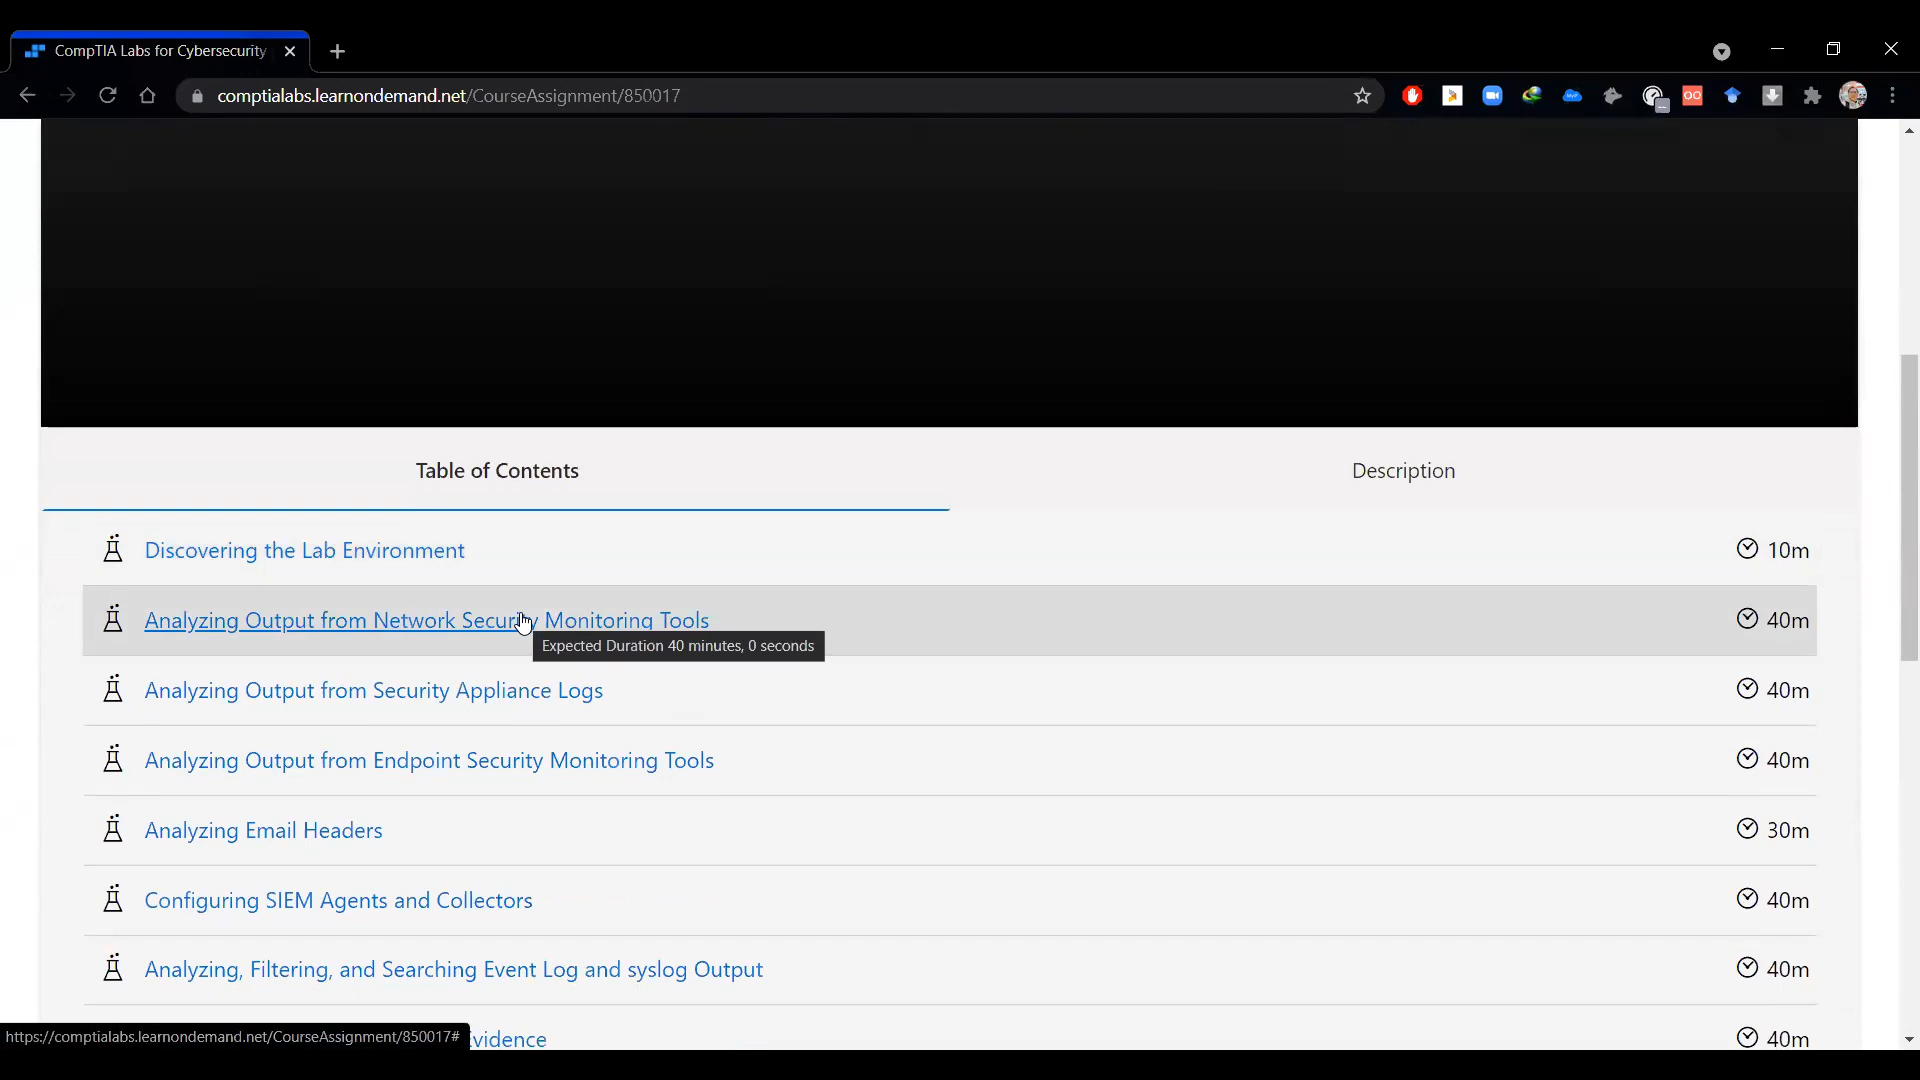 CompTIA Labs for Cybersecurity
comptialabs.learnondemand.net/CourseAssignment/850017
Table of Contents
Description
Discovering the Lab Environment 10m
Analyzing Output from Network Security Monitoring Tools 40m
Expected Duration 40 minutes, 0 seconds
Analyzing Output from Security Appliance Logs 40m
Analyzing Output from Endpoint Security Monitoring Tools 40m
Analyzing Email Headers 30m
Configuring SIEM Agents and Collectors 40m
Analyzing, Filtering, and Searching Event Log and syslog Output 40m
Evidence 40m
https://comptialabs.learnondemand.net/CourseAssignment/850017#